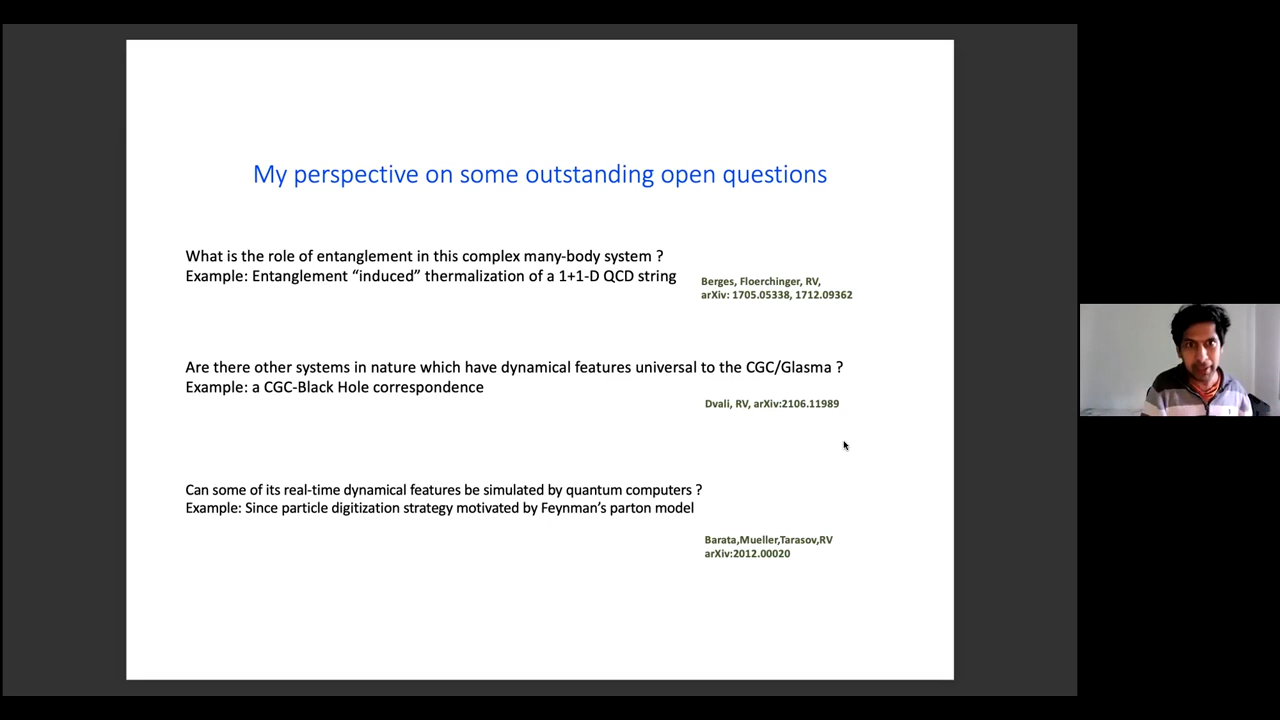 My perspective on some outstanding open questions
What is the role of entanglement in this complex many-body system ?
Example: Entanglement “induced” thermalization of a 1+1-D QCD string
Berges, Floerchinger, RV,
arXiv: 1705.05338, 1712.09362
Are there other systems in nature which have dynamical features universal to the CGC/Glasma ?
Example: a CGC-Black Hole correspondence
Dvali, RV, arXiv:2106.11989
Can some of its real-time dynamical features be simulated by quantum computers ?
Example: Since particle digitization strategy motivated by Feynman’s parton model
Barata,Mueller,Tarasov,RV
arXiv:2012.00020